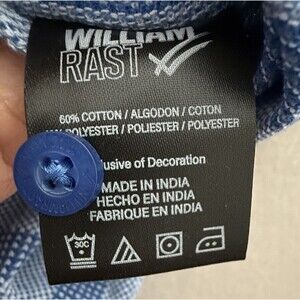 WILLIAM
RAST
60% COTTON / ALGODON / COTON
POLYESTER / POLIESTER / POLYESTER
of Decoration
MADE IN INDIA
HECHO EN INDIA
FABRIQUE EN INDIA
30C